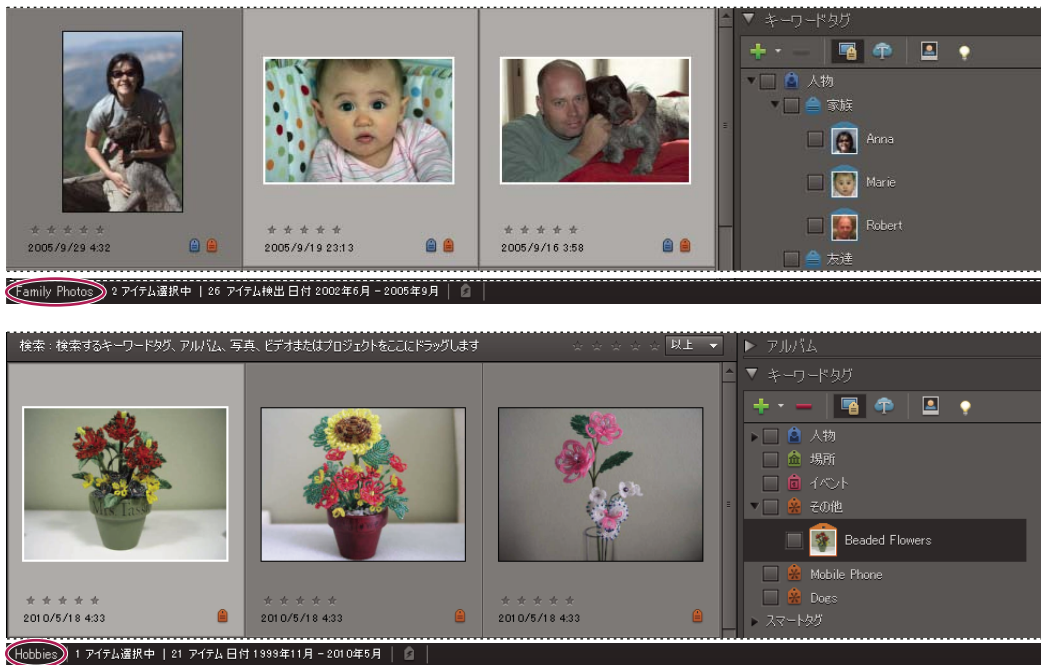 キーワードタグ
人物
家族
Anna
Marie
Robert
友達
2005/9/29 4:32
2005/9/19 23:13
2005/9/16 3:58
Family Photos 2 アイテム選択中 | 26 アイテム検出 日付 2002年6月 - 2005年9月
検索 : 検索するキーワードタグ、アルバム、写真、ビデオまたはプロジェクトをここにドラッグします
以上
アルバム
キーワードタグ
人物
場所
イベント
その他
Beaded Flowers
Mobile Phone
Dogs
スマートタグ
2010/5/18 4:33
2010/5/18 4:33
2010/5/18 4:33
Hobbies 1 アイテム選択中 | 21 アイテム 日付 1999年11月 - 2010年5月